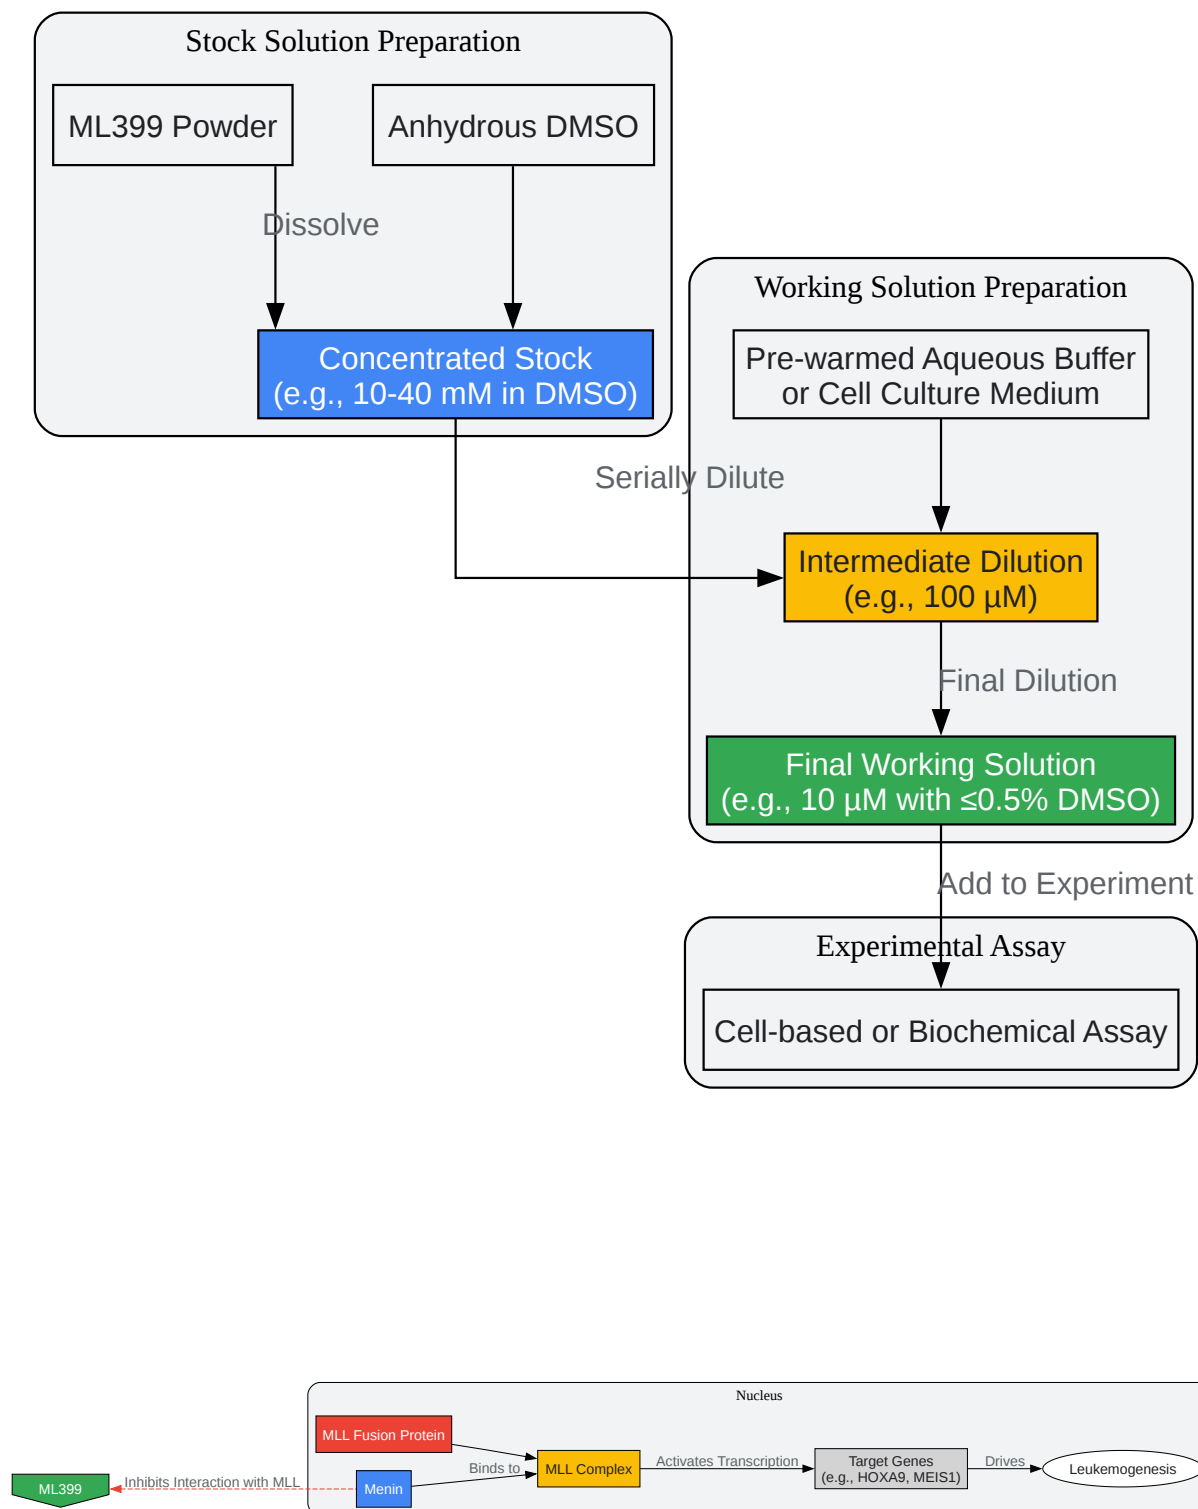 Stock Solution Preparation
ML399 Powder
Anhydrous DMSO
Dissolve
Concentrated Stock
(e.g., 10-40 mM in DMSO)
Working Solution Preparation
Pre-warmed Aqueous Buffer
or Cell Culture Medium
Serially Dilute
Intermediate Dilution
(e.g., 100 µM)
Final Dilution
Final Working Solution
(e.g., 10 µM with ≤0.5% DMSO)
Add to Experiment
Experimental Assay
Cell-based or Biochemical Assay
Nucleus
MLL Fusion Protein
ML399
Inhibits Interaction with MLL
Menin
Binds to
MLL Complex
Activates Transcription
Target Genes
(e.g., HOXA9, MEIS1)
Drives
Leukemogenesis